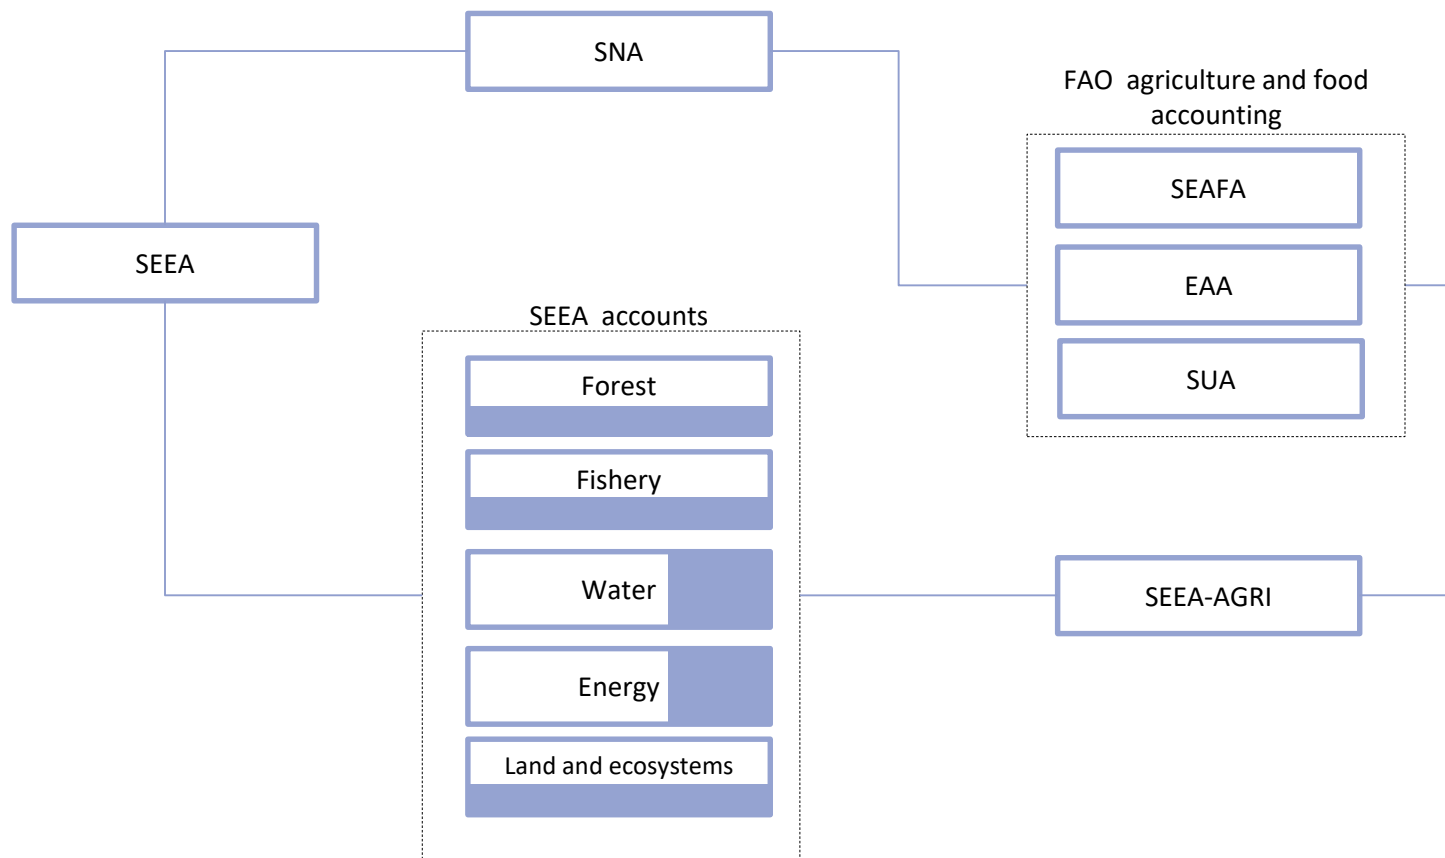 SNA
FAO agriculture and food
accounting
SEAFA
SEEA
EAA
SEEA accounts
SUA
Forest
Fishery
Water
SEEA-AGRI
Energy
Land and ecosystems